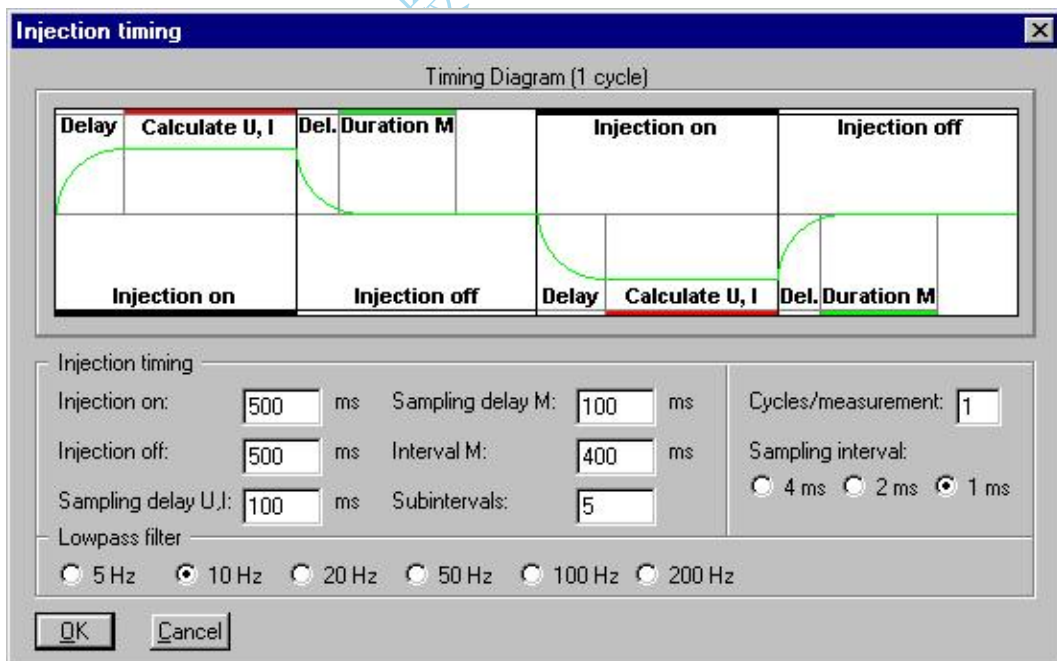 Injection timing
Timing Diagram (1 cycle)
Delay Calculate U, I Del. Duration M Injection on Injection off
Injection on Injection off Delay Calculate U, I Del. Duration M
Injection timing
Injection on: 500 ms Sampling delay M: 100 ms Cycles/measurement: 1
Injection off: 500 ms Interval M: 400 ms Sampling interval:
4 ms 2 ms 1 ms
Sampling delay U,I: 100 ms Subintervals: 5
Lowpass filter
5 Hz 10 Hz 20 Hz 50 Hz 100 Hz 200 Hz
OK Cancel